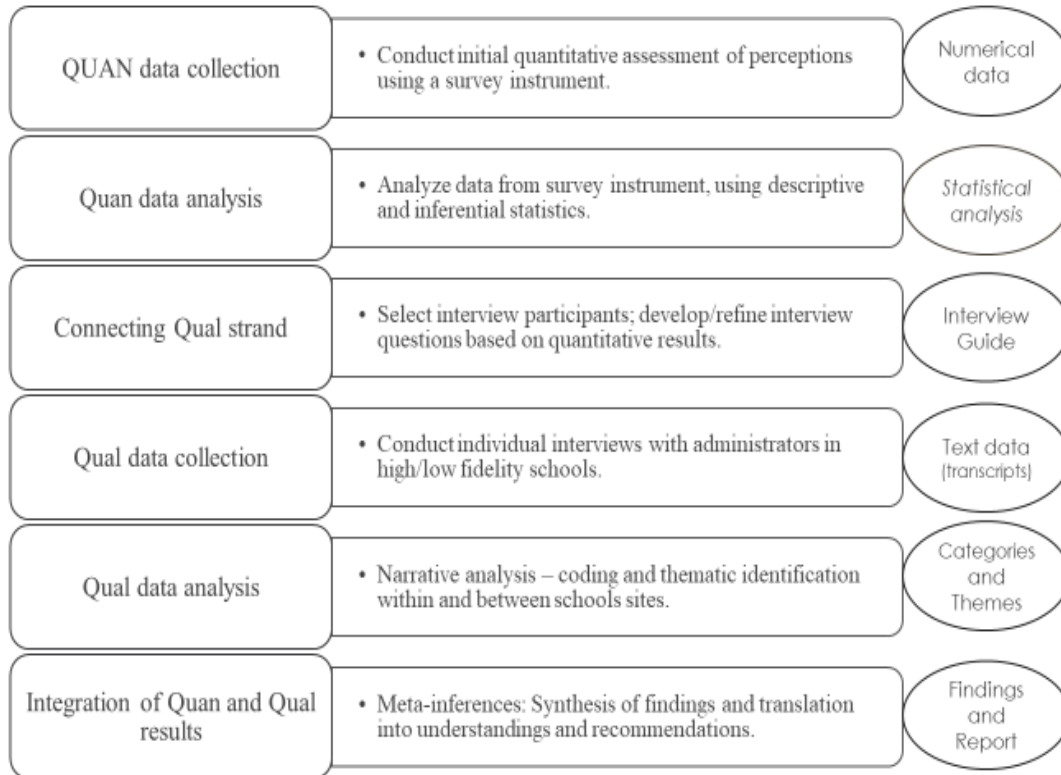 QUAN data collection
• Conduct initial quantitative assessment of perceptions
using a survey instrument.
Numerical
data
Quan data analysis
• Analyze data from survey instrument, using descriptive
and inferential statistics.
Statistical
analysis
Connecting Qual strand
• Select interview participants; develop/refine interview
questions based on quantitative results.
Interview
Guide
Qual data collection
• Conduct individual interviews with administrators in
high/low fidelity schools.
Text data
(transcripts)
Qual data analysis
• Narrative analysis – coding and thematic identification
within and between schools sites.
Categories
and
Themes
Integration of Quan and Qual
results
• Meta-inferences: Synthesis of findings and translation
into understandings and recommendations.
Findings
and
Report